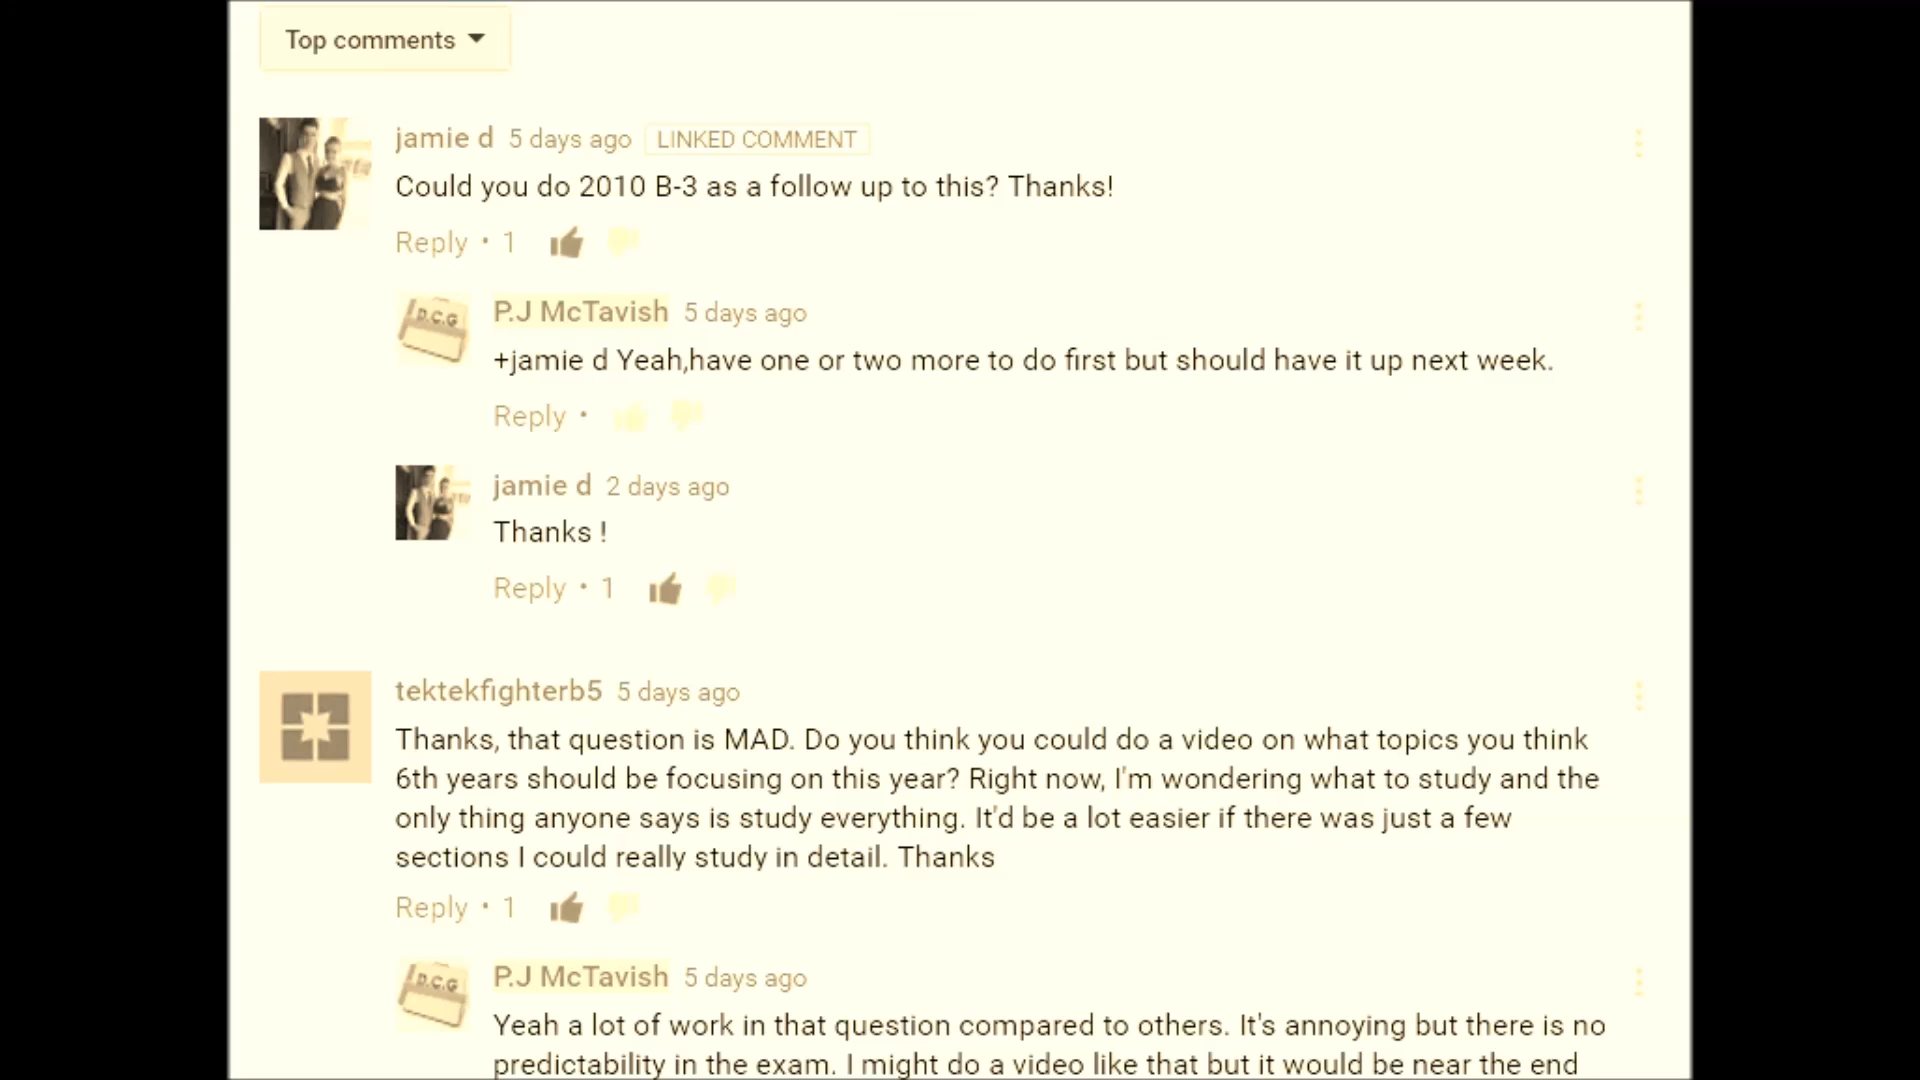 Top comments
jamie d 5 days ago LINKED COMMENT
Could you do 2010 B-3 as a follow up to this? Thanks!
Reply • 1
D.C.G
P.J McTavish 5 days ago
+jamie d Yeah,have one or two more to do first but should have it up next week.
Reply •
jamie d 2 days ago
Thanks !
Reply • 1
tektekfighterb5 5 days ago
Thanks, that question is MAD. Do you think you could do a video on what topics you think
6th years should be focusing on this year? Right now, I'm wondering what to study and the
only thing anyone says is study everything. It'd be a lot easier if there was just a few
sections I could really study in detail. Thanks
Reply • 1
D.C.G
P.J McTavish 5 days ago
Yeah a lot of work in that question compared to others. It's annoying but there is no
predictability in the exam. I might do a video like that but it would be near the end